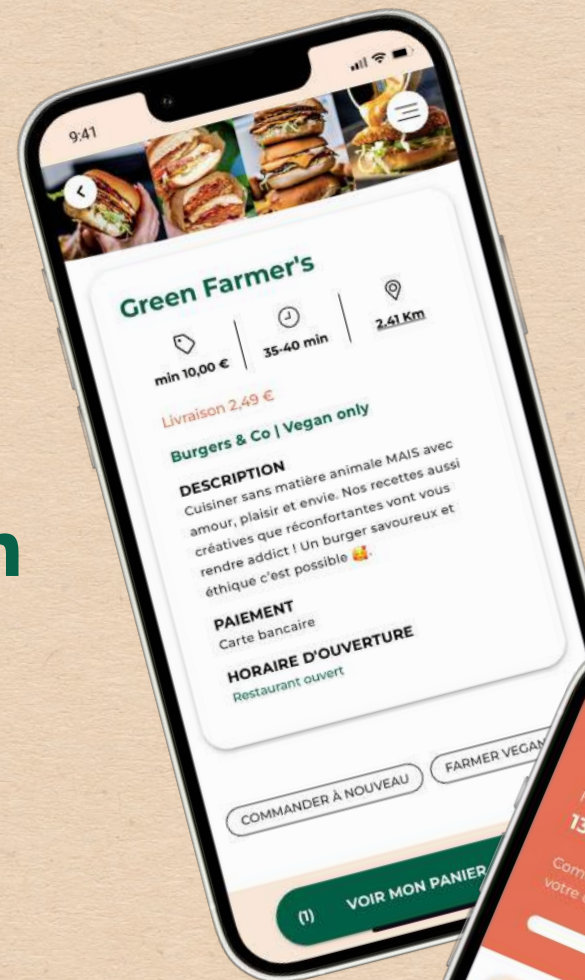 9:41
Green Farmer's
min 10,00 €
35-40 min
2.41 Km
Livraison 2,49 €
Burgers & Co | Vegan only
DESCRIPTION
Cuisiner sans matière animale MAIS avec
amour, plaisir et envie. Nos recettes aussi
créatives que réconfortantes vont vous
rendre addict ! Un burger savoureux et
éthique c'est possible 🥰.
PAIEMENT
Carte bancaire
HORAIRE D'OUVERTURE
Restaurant ouvert
COMMANDER À NOUVEAU
FARMER VEGAN
(1) VOIR MON PANIER
13
votre